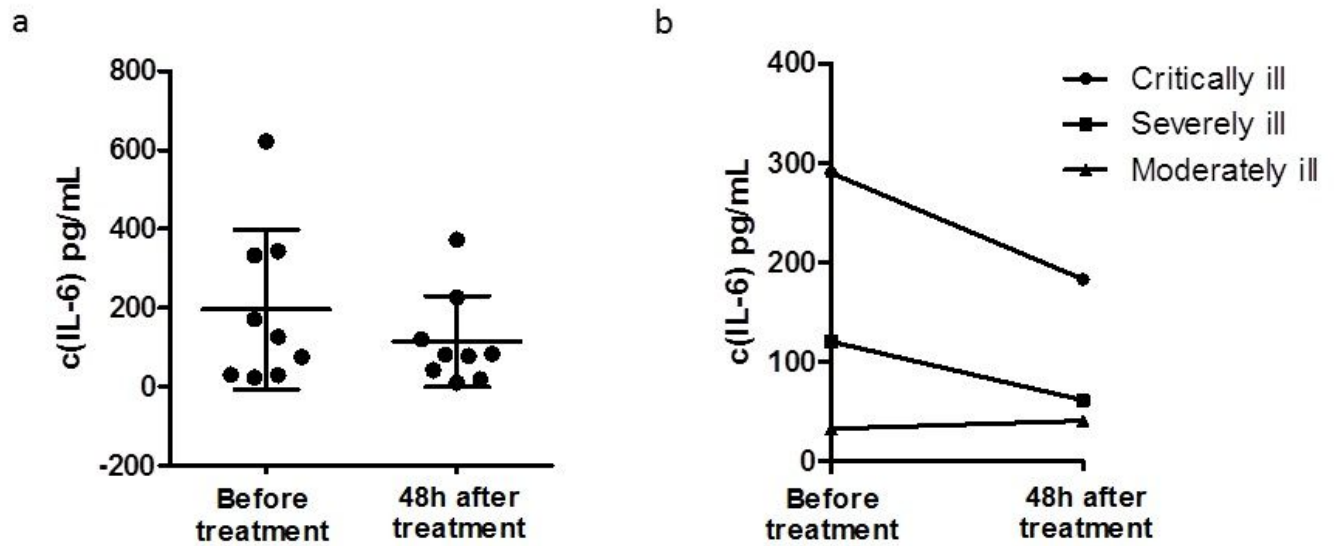 a
800
600
400
200
0
-200
c(IL-6) pg/mL
Before
treatment
48h after
treatment
b
400
300
200
100
0
c(IL-6) pg/mL
Before
treatment
48h after
treatment
Critically ill
Severely ill
Moderately ill